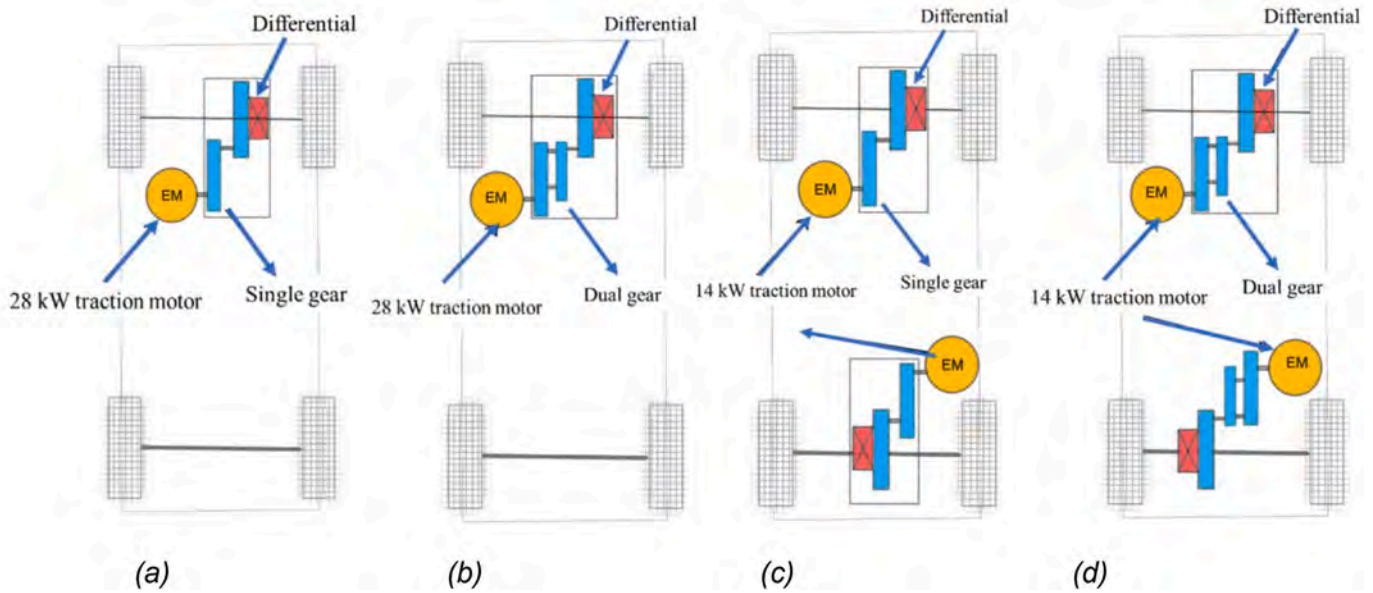 Differential
EM
28 kW traction motor
Single gear
(a)
Differential
EM
28 kW traction motor
Dual gear
(b)
Differential
EM
14 kW traction motor
Single gear
EM
(c)
Differential
EM
14 kW traction motor
Dual gear
EM
(d)